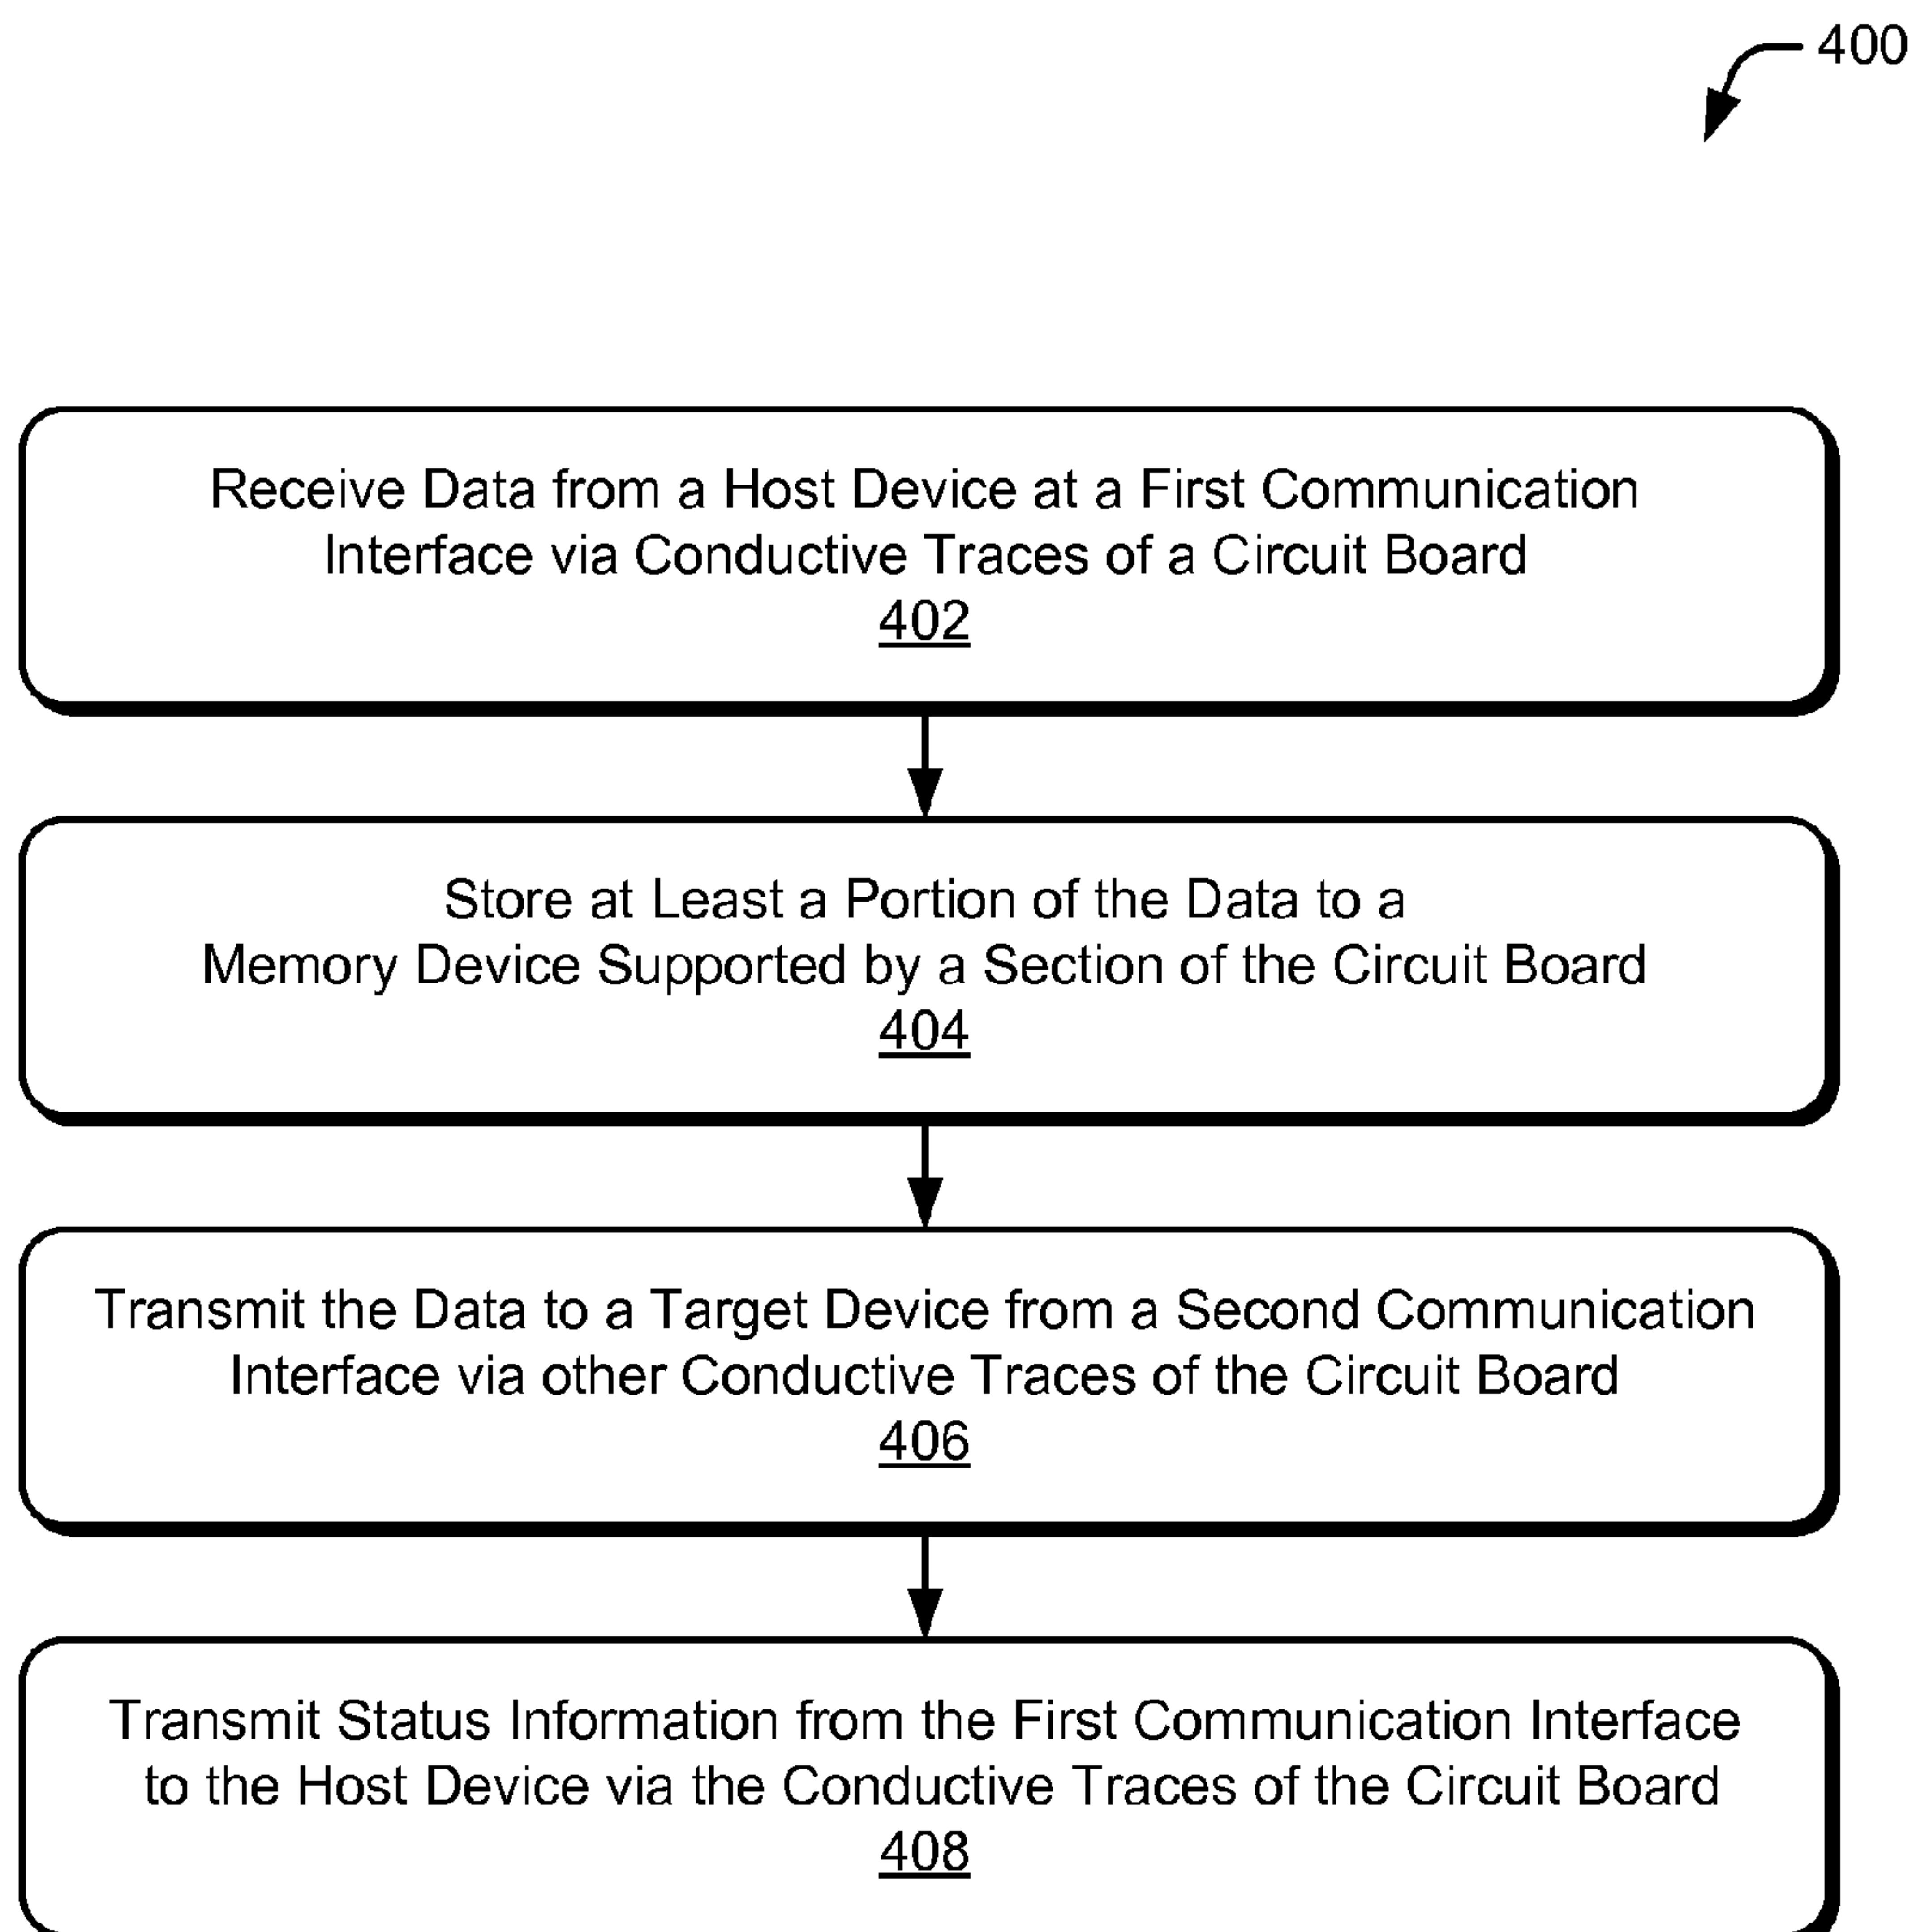 400
Receive Data from a Host Device at a First Communication
Interface via Conductive Traces of a Circuit Board
402
Store at Least a Portion of the Data to a
Memory Device Supported by a Section of the Circuit Board
404
Transmit the Data to a Target Device from a Second Communication
Interface via other Conductive Traces of the Circuit Board
406
Transmit Status Information from the First Communication Interface
to the Host Device via the Conductive Traces of the Circuit Board
408